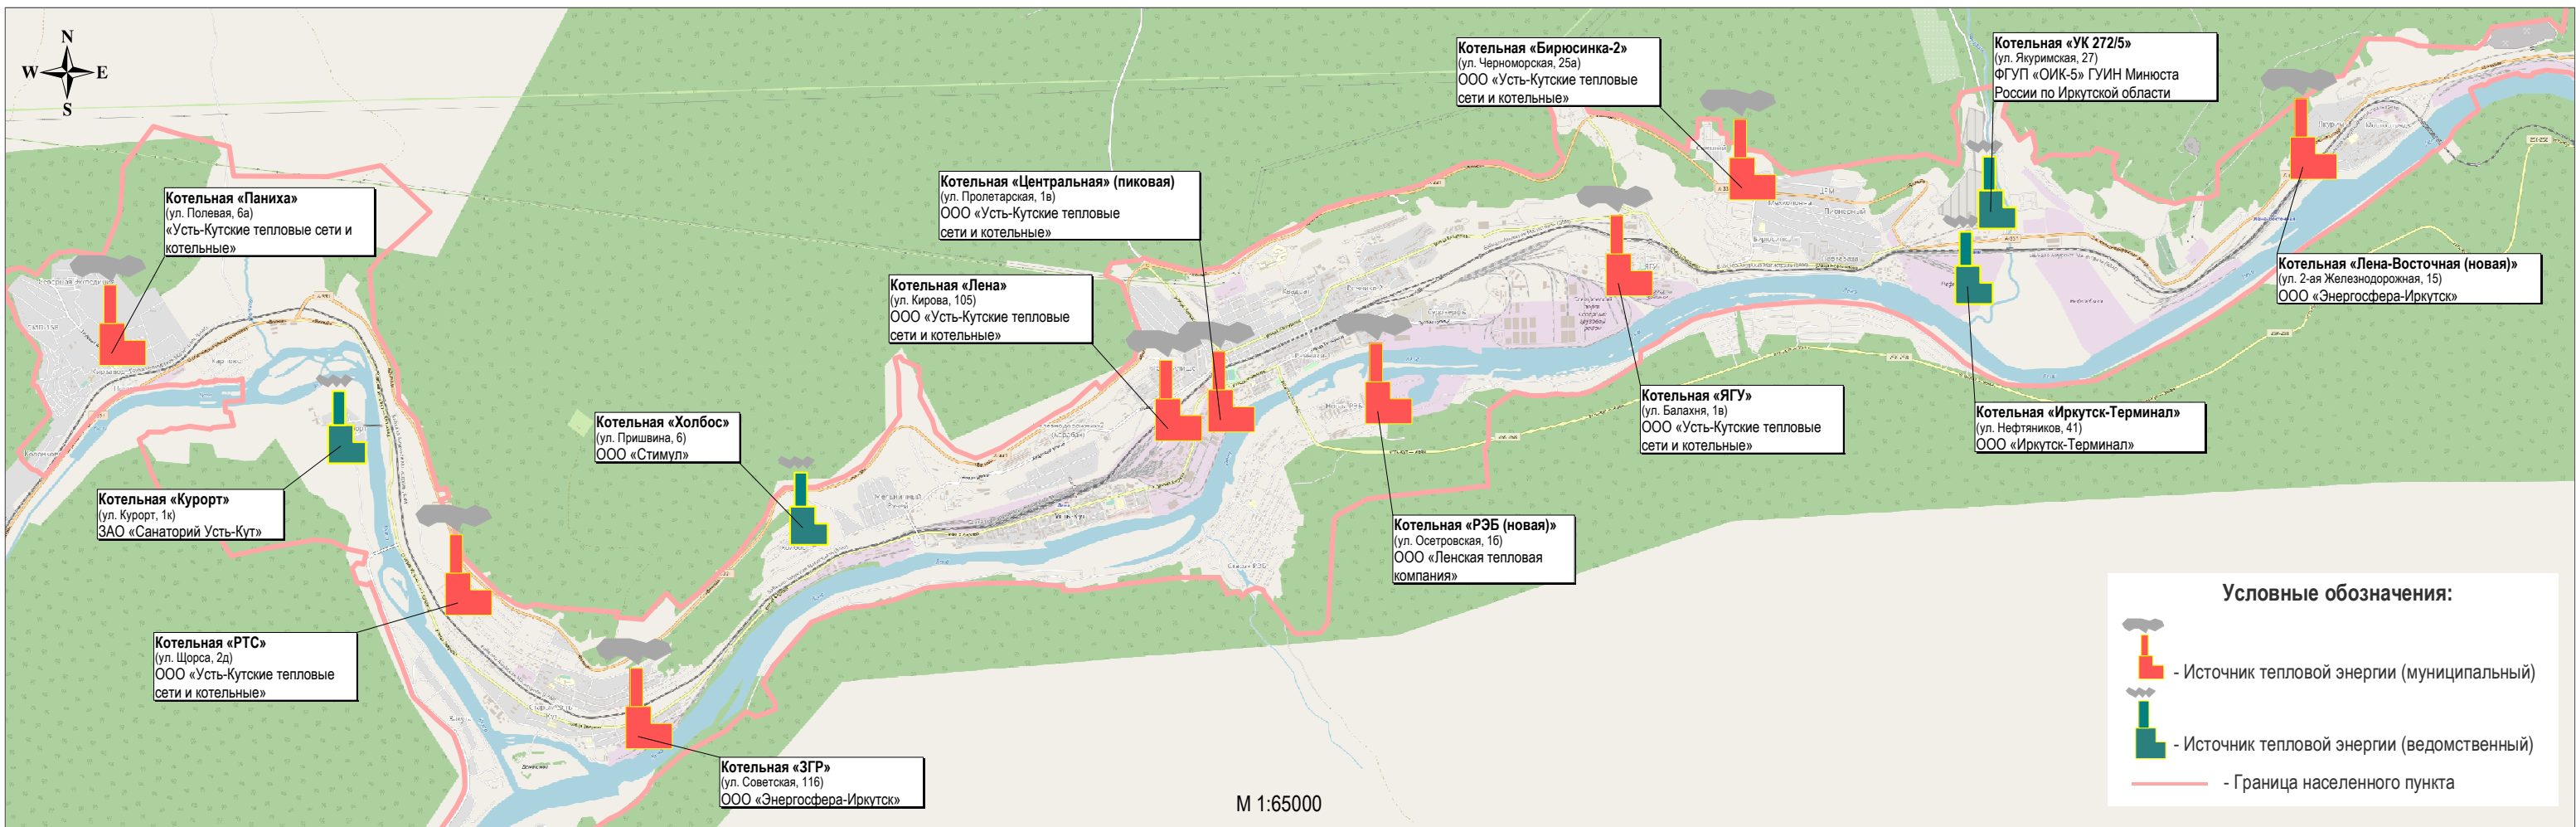 N
W E
S
Котельная «Бирюсинка-2»
(ул. Черноморская, 25а)
ООО «Усть-Кутские тепловые
сети и котельные»
Котельная «УК 272/5»
(ул. Якуримская, 27)
ФГУП «ОИК-5» ГУИН Минюста
России по Иркутской области
Котельная «Центральная» (пиковая)
(ул. Пролетарская, 1в)
ООО «Усть-Кутские тепловые
сети и котельные»
Котельная «Паниха»
(ул. Полевая, 6а)
«Усть-Кутские тепловые сети и
котельные»
Котельная «Лена-Восточная (новая)»
(ул. 2-ая Железнодорожная, 15)
ООО «Энергосфера-Иркутск»
Котельная «Лена»
(ул. Кирова, 105)
ООО «Усть-Кутские тепловые
сети и котельные»
Котельная «ЯГУ»
(ул. Балахня, 1в)
ООО «Усть-Кутские тепловые
сети и котельные»
Котельная «Иркутск-Терминал»
(ул. Нефтяников, 41)
ООО «Иркутск-Терминал»
Котельная «Холбос»
(ул. Пришвина, 6)
ООО «Стимул»
Котельная «Курорт»
(ул. Курорт, 1к)
ЗАО «Санаторий Усть-Кут»
Котельная «РЭБ (новая)»
(ул. Осетровская, 1б)
ООО «Ленская тепловая
компания»
Котельная «РТС»
(ул. Щорса, 2д)
ООО «Усть-Кутские тепловые
сети и котельные»
Котельная «ЗГР»
(ул. Советская, 116)
ООО «Энергосфера-Иркутск»
М 1:65000
Условные обозначения:
- Источник тепловой энергии (муниципальный)
- Источник тепловой энергии (ведомственный)
- Граница населенного пункта